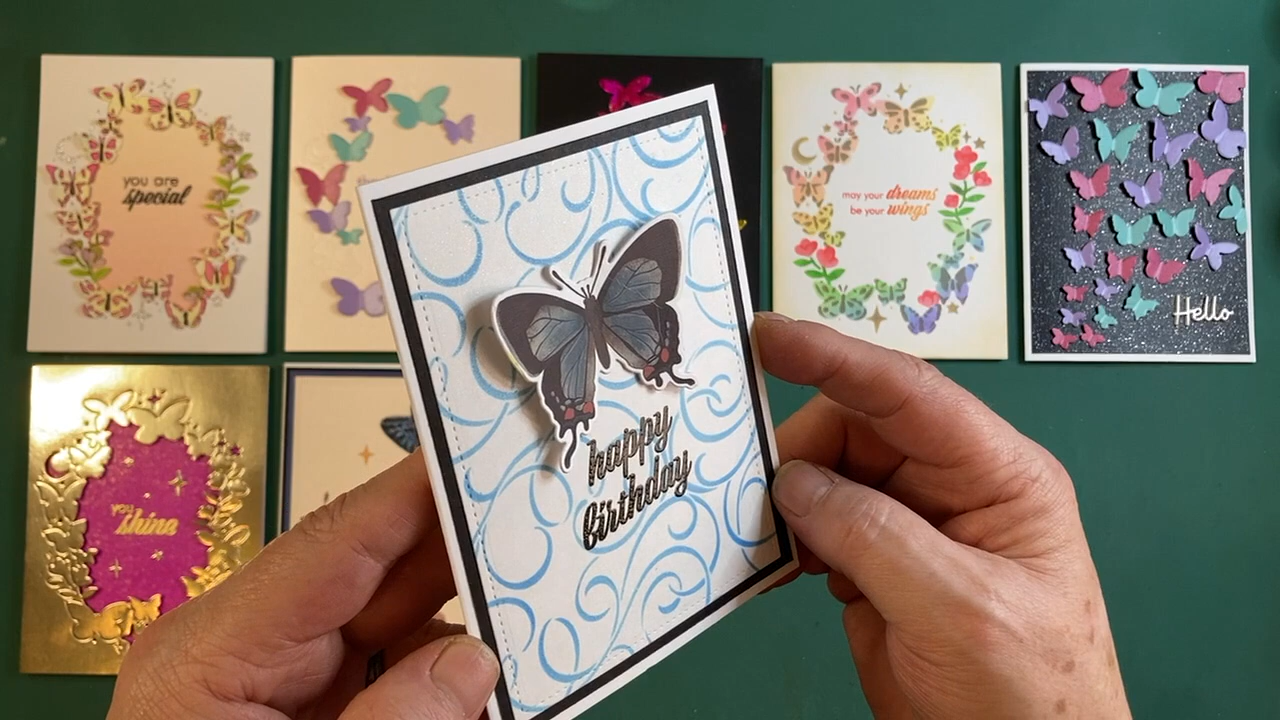 you are
special
may your dreams
be your wings
Hello
happy
birthday
you
shine